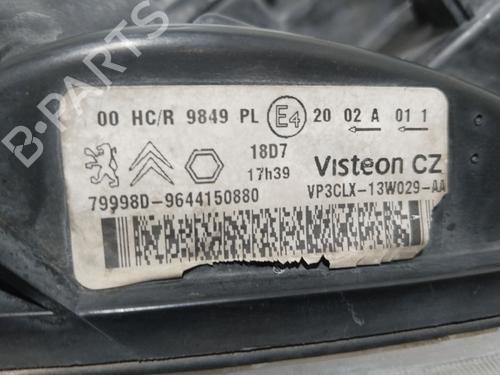 B-PARTS
00 HC/R 9849 PL E4 20 02 A 01 1
18D7
17h39
Visteon CZ
79998D-9644150880
VP3CLX-13W029-AA
A